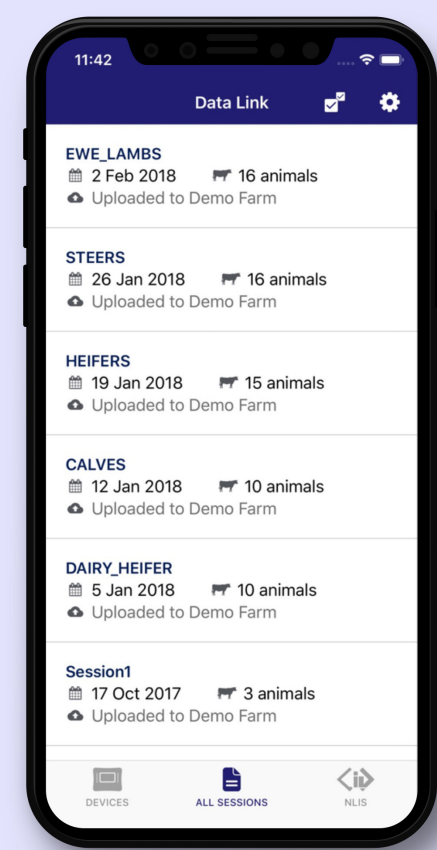 11:42
Data Link
EWE_LAMBS
2 Feb 2018 16 animals
Uploaded to Demo Farm
STEERS
26 Jan 2018 16 animals
Uploaded to Demo Farm
HEIFERS
19 Jan 2018 15 animals
Uploaded to Demo Farm
CALVES
12 Jan 2018 10 animals
Uploaded to Demo Farm
DAIRY_HEIFER
5 Jan 2018 10 animals
Uploaded to Demo Farm
Session1
17 Oct 2017 3 animals
Uploaded to Demo Farm
DEVICES ALL SESSIONS NLIS